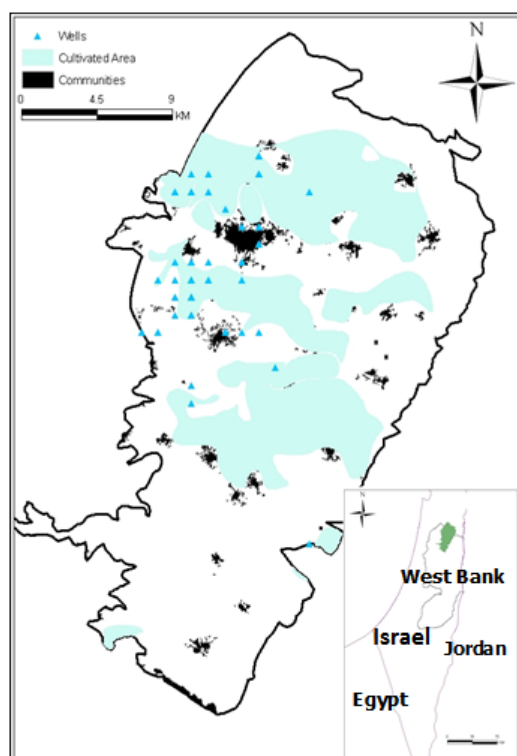 Wells
Cultivated Area
Communities
0 4.5 9
KM
West Bank
Israel
Jordan
Egypt